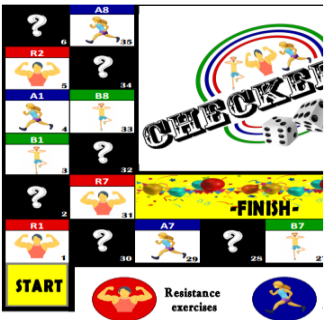 A8
6
35
R2
5
34
A1
B8
4
33
B1
3
32
R7
2
31
-FINISH-
R1
A7
B7
1
30
29
28
START
Resistance
exercises
CHECKE